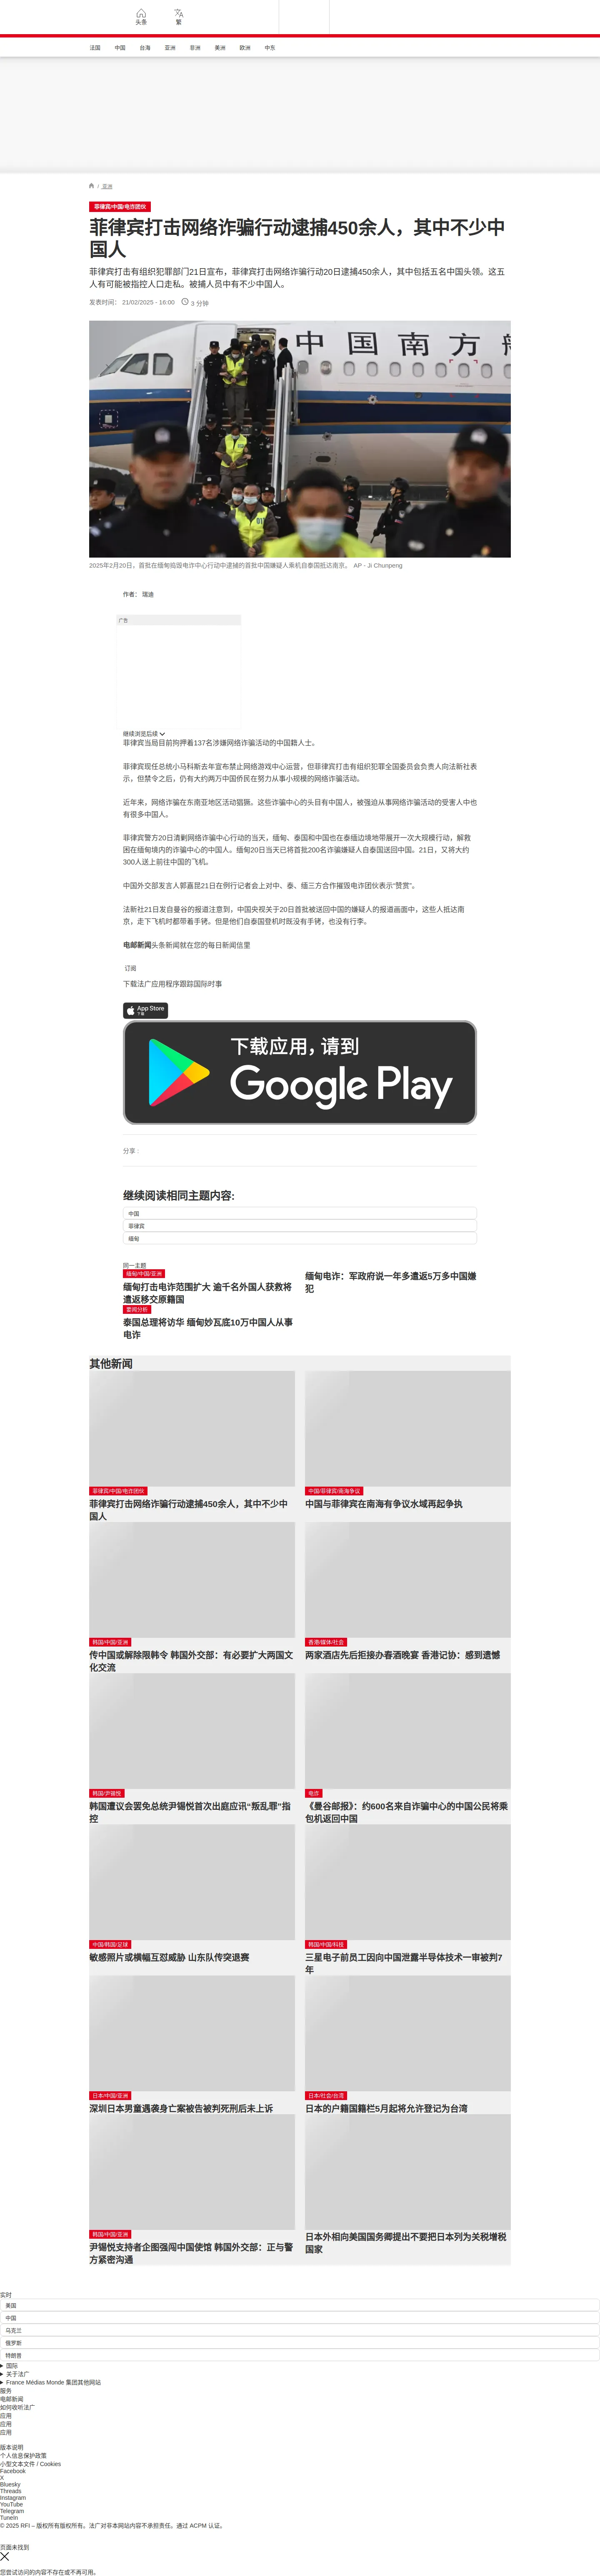 头条
繁
法国 中国 台海 亚洲 非洲 美洲 欧洲 中东
/ 亚洲
菲律宾/中国/电诈团伙
菲律宾打击网络诈骗行动逮捕450余人，其中不少中
国人
菲律宾打击有组织犯罪部门21日宣布，菲律宾打击网络诈骗行动20日逮捕450余人，其中包括五名中国头领。这五
人有可能被指控人口走私。被捕人员中有不少中国人。
发表时间： 21/02/2025 - 16:00 3 分钟
中国南方航
2025年2月20日，首批在缅甸捣毁电诈中心行动中逮捕的首批中国嫌疑人乘机自泰国抵达南京。 AP - Ji Chunpeng
作者： 瑞迪
广告
继续浏览后续
菲律宾当局目前拘押着137名涉嫌网络诈骗活动的中国籍人士。
菲律宾现任总统小马科斯去年宣布禁止网络游戏中心运营，但菲律宾打击有组织犯罪全国委员会负责人向法新社表
示，但禁令之后，仍有大约两万中国侨民在努力从事小规模的网络诈骗活动。
近年来，网络诈骗在东南亚地区活动猖獗。这些诈骗中心的头目有中国人，被强迫从事网络诈骗活动的受害人中也
有很多中国人。
菲律宾警方20日清剿网络诈骗中心行动的当天，缅甸、泰国和中国也在泰缅边境地带展开一次大规模行动，解救
困在缅甸境内的诈骗中心的中国人。缅甸20日当天已将首批200名诈骗嫌疑人自泰国送回中国。21日，又将大约
300人送上前往中国的飞机。
中国外交部发言人郭嘉昆21日在例行记者会上对中、泰、缅三方合作摧毁电诈团伙表示“赞赏”。
法新社21日发自曼谷的报道注意到，中国央视关于20日首批被送回中国的嫌疑人的报道画面中，这些人抵达南
京，走下飞机时都带着手铐。但是他们自泰国登机时既没有手铐，也没有行李。
电邮新闻头条新闻就在您的每日新闻信里
订阅
下载法广应用程序跟踪国际时事
App Store
下载
下载应用，请到
Google Play
分享 :
继续阅读相同主题内容:
中国
菲律宾
缅甸
同一主题
缅甸/中国/亚洲
缅甸打击电诈范围扩大 逾千名外国人获救将
遣返移交原籍国
缅甸电诈：军政府说一年多遣返5万多中国嫌
犯
要闻分析
泰国总理将访华 缅甸妙瓦底10万中国人从事
电诈
其他新闻
菲律宾/中国/电诈团伙
菲律宾打击网络诈骗行动逮捕450余人，其中不少中
国人
中国/菲律宾/南海争议
中国与菲律宾在南海有争议水域再起争执
韩国/中国/亚洲
传中国或解除限韩令 韩国外交部：有必要扩大两国文
化交流
香港/媒体/社会
两家酒店先后拒接办春酒晚宴 香港记协：感到遗憾
韩国/尹锡悦
韩国遭议会罢免总统尹锡悦首次出庭应讯“叛乱罪”指
控
电诈
《曼谷邮报》：约600名来自诈骗中心的中国公民将乘
包机返回中国
中国/韩国/足球
敏感照片或横幅互怼威胁 山东队传突退赛
韩国/中国/科技
三星电子前员工因向中国泄露半导体技术一审被判7
年
日本/中国/亚洲
深圳日本男童遇袭身亡案被告被判死刑后未上诉
日本/社会/台湾
日本的户籍国籍栏5月起将允许登记为台湾
韩国/中国/亚洲
尹锡悦支持者企图强闯中国使馆 韩国外交部：正与警
方紧密沟通
日本外相向美国国务卿提出不要把日本列为关税增税
国家
实时
美国
中国
乌克兰
俄罗斯
特朗普
国际
关于法广
France Médias Monde 集团其他网站
服务
电邮新闻
如何收听法广
应用
应用
应用
版本说明
个人信息保护政策
小型文本文件 / Cookies
Facebook
X
Bluesky
Threads
Instagram
YouTube
Telegram
TuneIn
© 2025 RFI – 版权所有版权所有。法广对非本网站内容不承担责任。通过 ACPM 认证。
页面未找到
您尝试访问的内容不存在或不再可用。